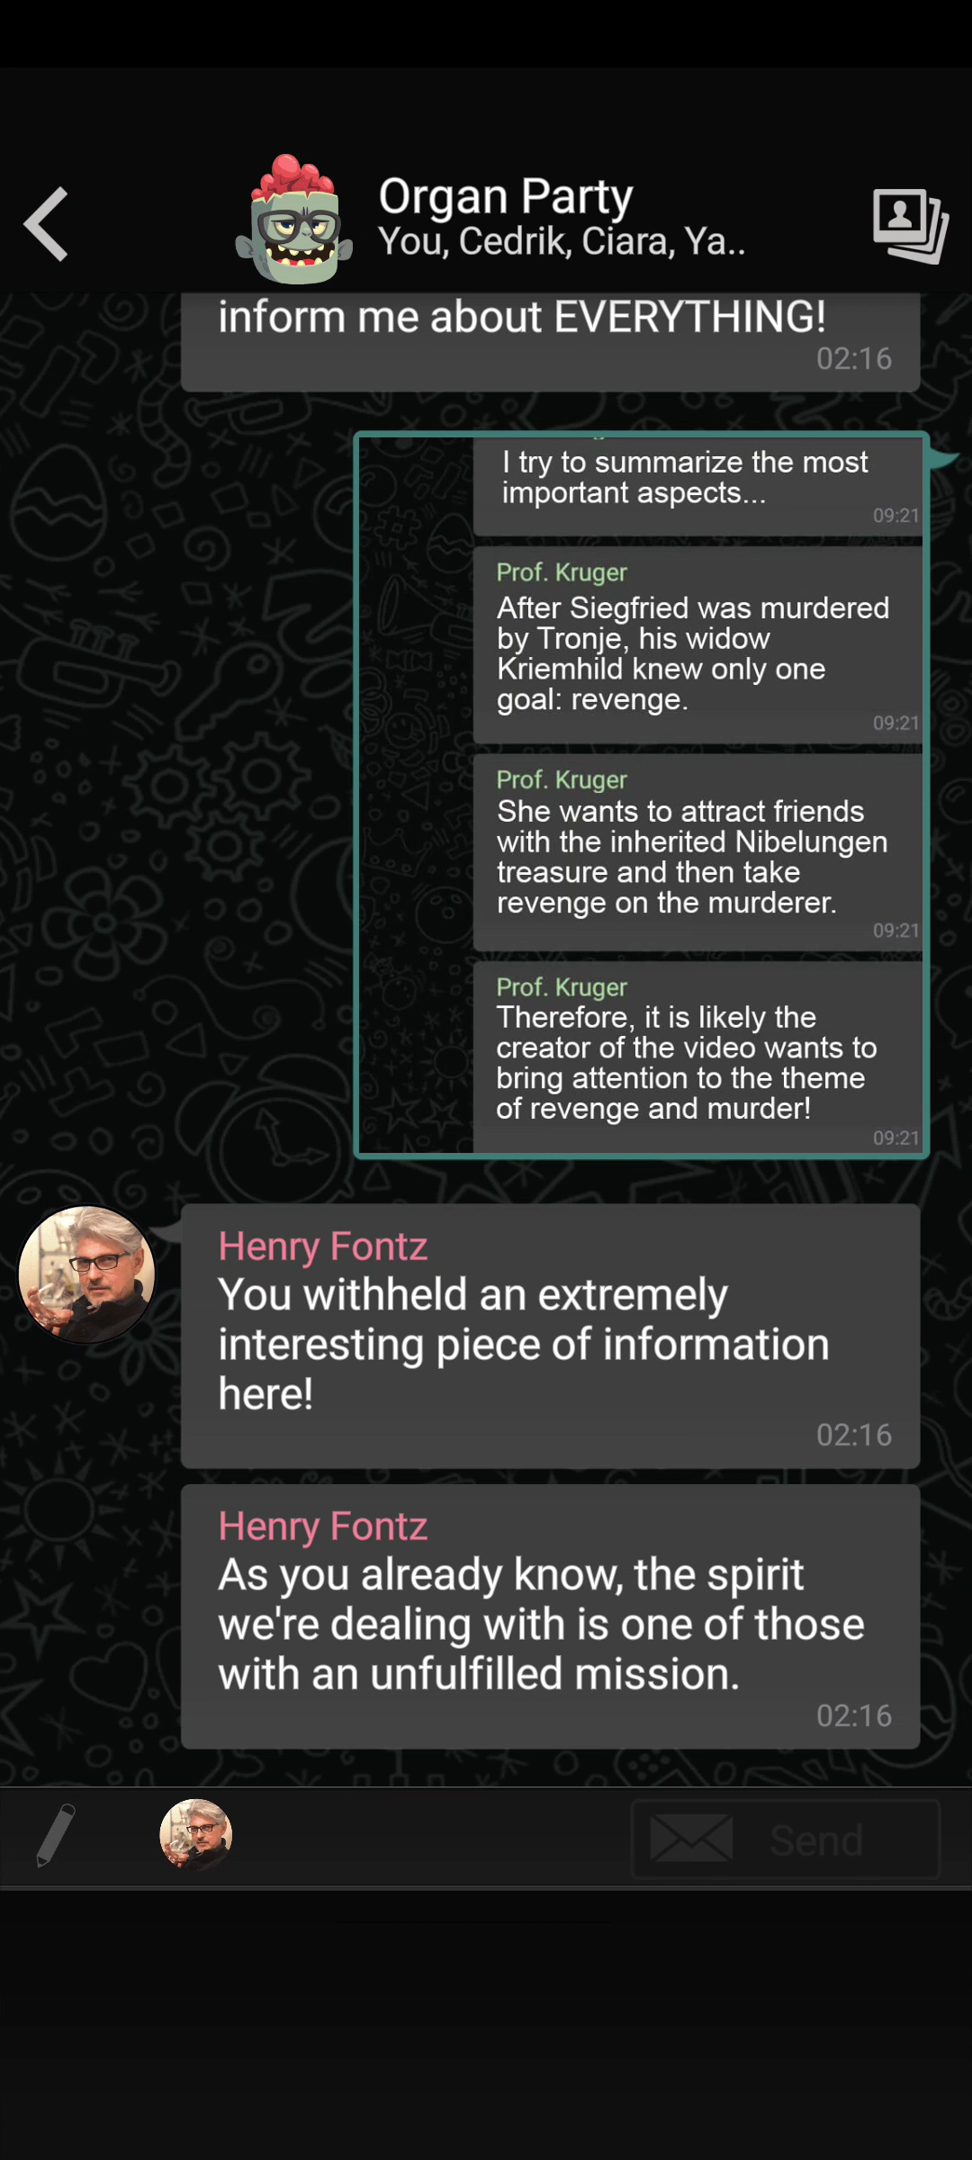 Organ Party
You, Cedrik, Ciara, Ya..
inform me about EVERYTHING!
02:16
I try to summarize the most
important aspects...
09:21
Prof. Kruger
After Siegfried was murdered
by Tronje, his widow
Kriemhild knew only one
goal: revenge.
09:21
Prof. Kruger
She wants to attract friends
with the inherited Nibelungen
treasure and then take
revenge on the murderer.
09:21
Prof. Kruger
Therefore, it is likely the
creator of the video wants to
bring attention to the theme
of revenge and murder!
09:21
Henry Fontz
You withheld an extremely
interesting piece of information
here!
02:16
Henry Fontz
As you already know, the spirit
we're dealing with is one of those
with an unfulfilled mission.
02:16
Send